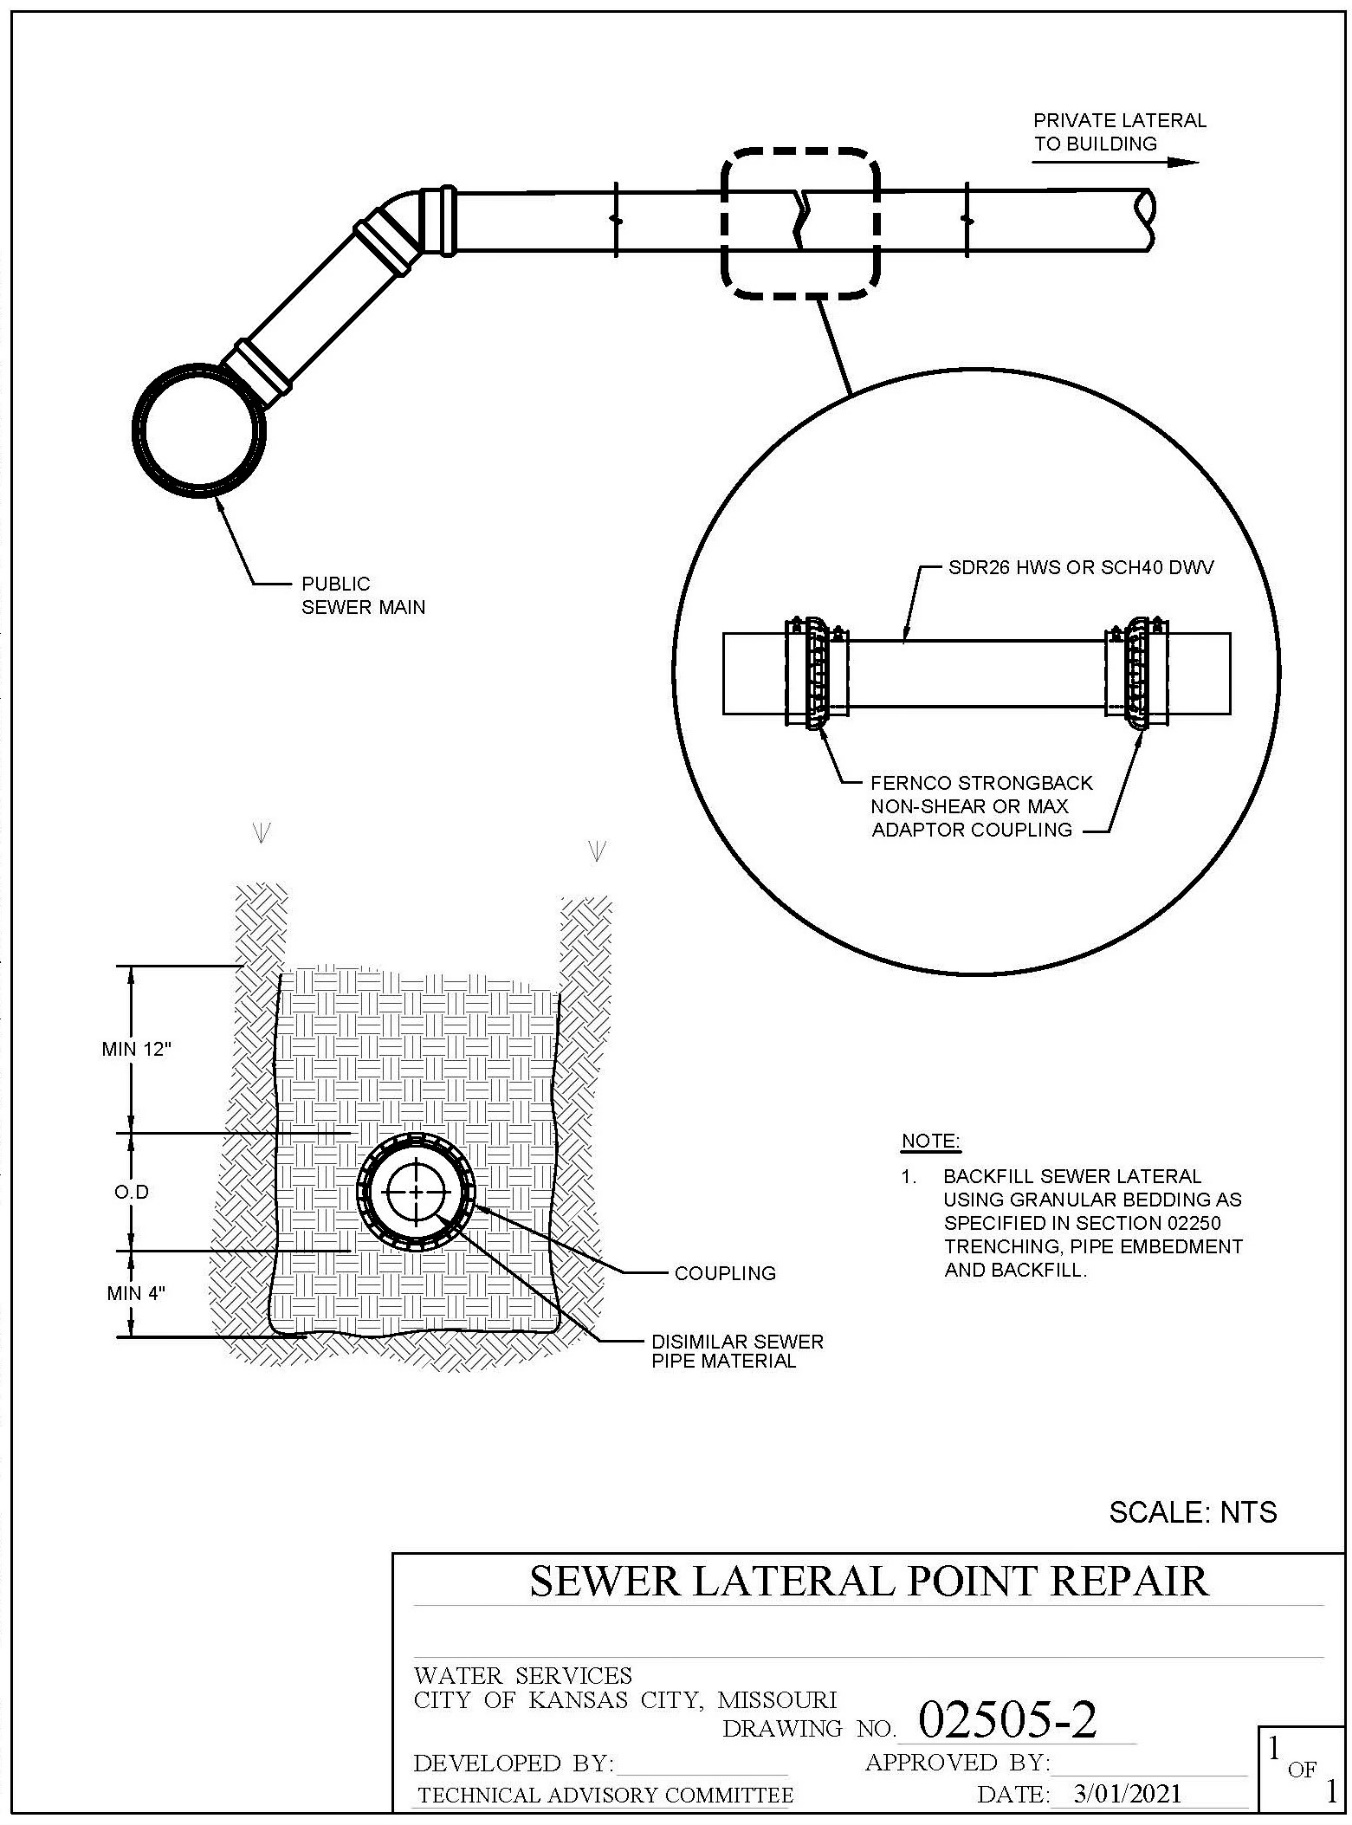 PRIVATE LATERAL
TO BUILDING
PUBLIC
SEWER MAIN
SDR26 HWS OR SCH40 DWV
FERNCO STRONGBACK
NON-SHEAR OR MAX
ADAPTOR COUPLING
MIN 12"
O.D
MIN 4"
COUPLING
DISIMILAR SEWER
PIPE MATERIAL
NOTE:
1. BACKFILL SEWER LATERAL
USING GRANULAR BEDDING AS
SPECIFIED IN SECTION 02250
TRENCHING, PIPE EMBEDMENT
AND BACKFILL.
SCALE: NTS
SEWER LATERAL POINT REPAIR
WATER SERVICES
CITY OF KANSAS CITY, MISSOURI
DRAWING NO. 02505-2
DEVELOPED BY:
TECHNICAL ADVISORY COMMITTEE
APPROVED BY:
DATE: 3/01/2021
1 OF 1